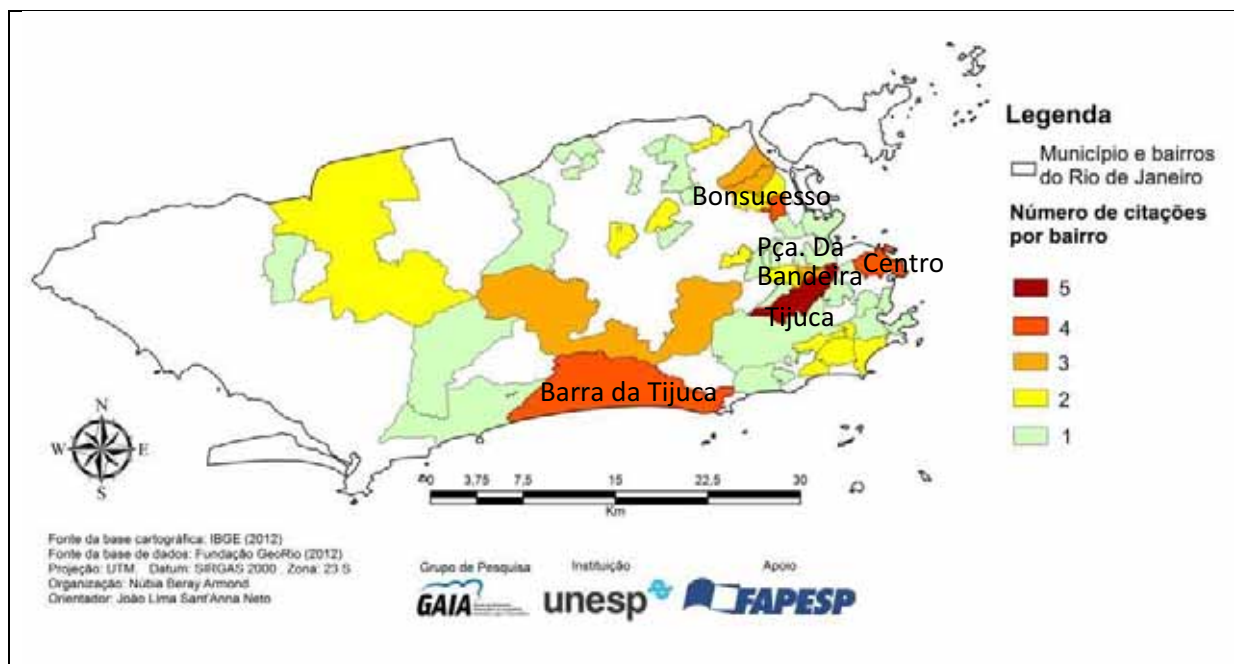 Legenda
Município e bairros
do Rio de Janeiro
Número de citações
por bairro
5
4
3
2
1
Bonsucesso
Pça. Da
Bandeira
Centro
Tijuca
Barra da Tijuca
N
W E
S
0 3,75 7,5 15 22,5 30
Km
Fonte da base cartográfica: IBGE (2012)
Fonte da base de dados: Fundação GeoRio (2012)
Projeção: UTM Datum: SIRGAS 2000 Zona: 23 S
Organização: Núbia Beray Armond
Orientador: João Lima Sant'Anna Neto
Grupo de Pesquisa
GAIA
Instituição
unesp
Apoio
FAPESP